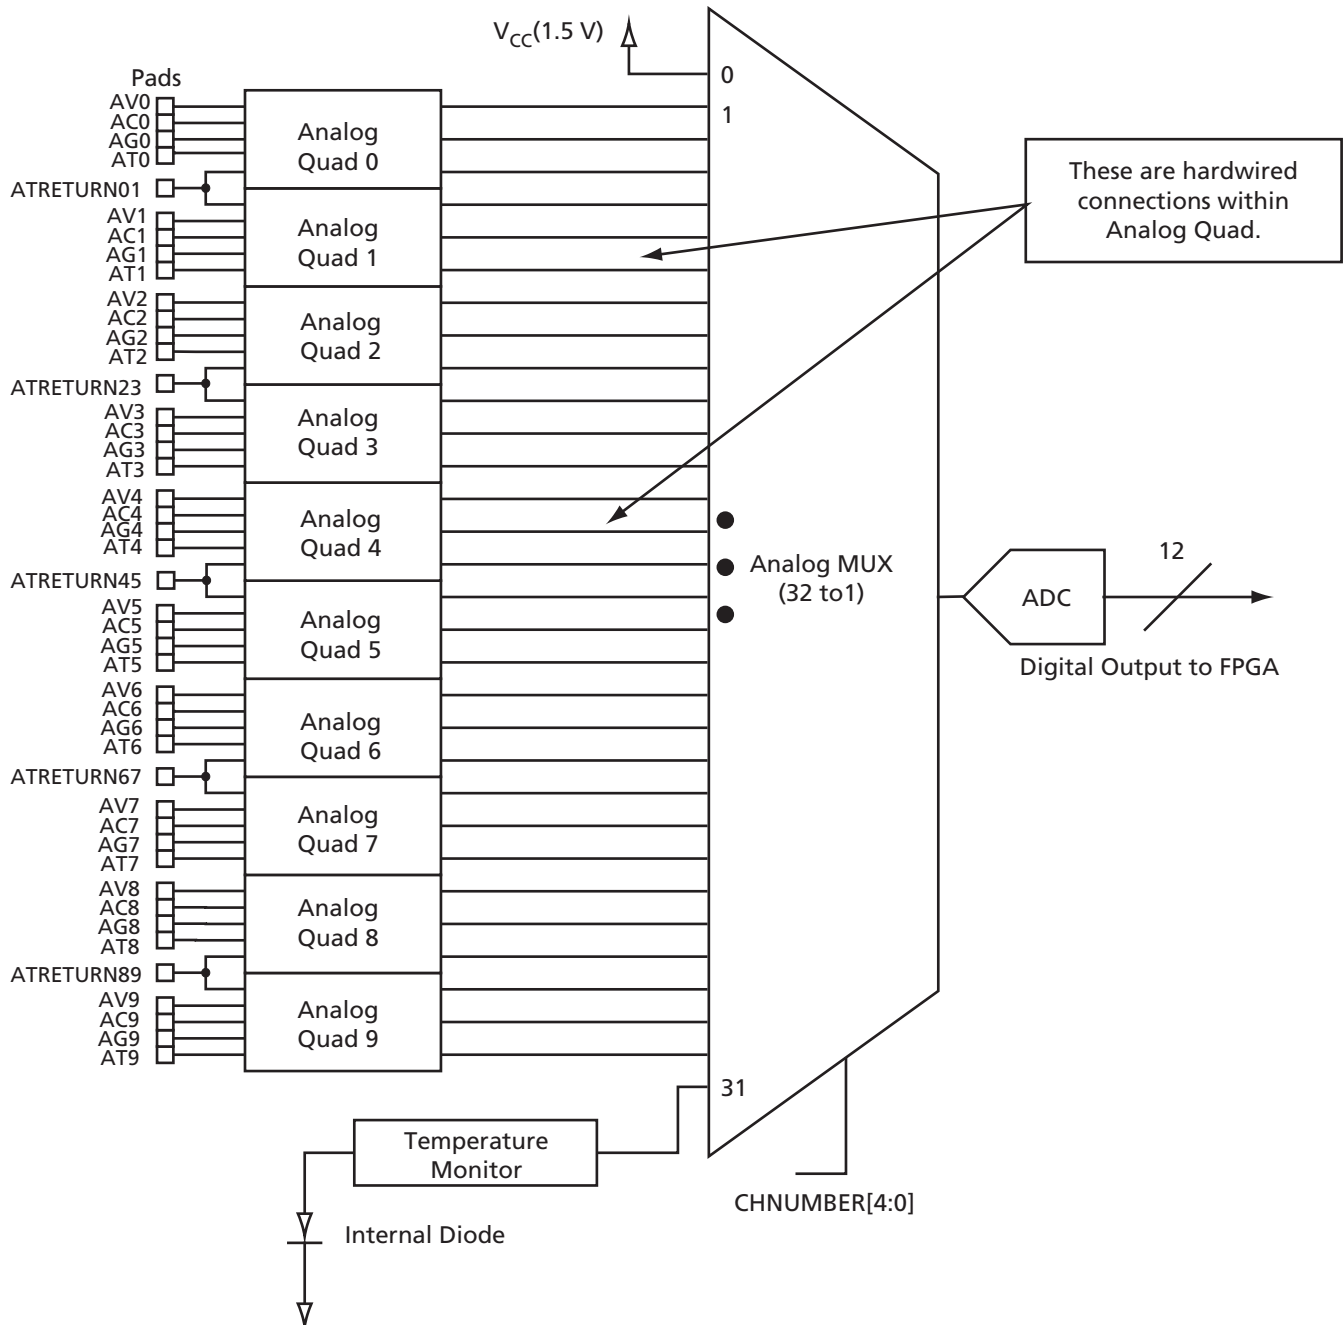 V_CC(1.5 V)
Pads
0
1
AV0
AC0
AG0
AT0
Analog
Quad 0
ATRETURN01
AV1
AC1
AG1
AT1
Analog
Quad 1
These are hardwired
connections within
Analog Quad.
AV2
AC2
AG2
AT2
Analog
Quad 2
ATRETURN23
AV3
AC3
AG3
AT3
Analog
Quad 3
AV4
AC4
AG4
AT4
Analog
Quad 4
ATRETURN45
AV5
AC5
AG5
AT5
Analog
Quad 5
Analog MUX
(32 to1)
ADC
12
Digital Output to FPGA
AV6
AC6
AG6
AT6
Analog
Quad 6
ATRETURN67
AV7
AC7
AG7
AT7
Analog
Quad 7
AV8
AC8
AG8
AT8
Analog
Quad 8
ATRETURN89
AV9
AC9
AG9
AT9
Analog
Quad 9
31
Temperature
Monitor
CHNUMBER[4:0]
Internal Diode